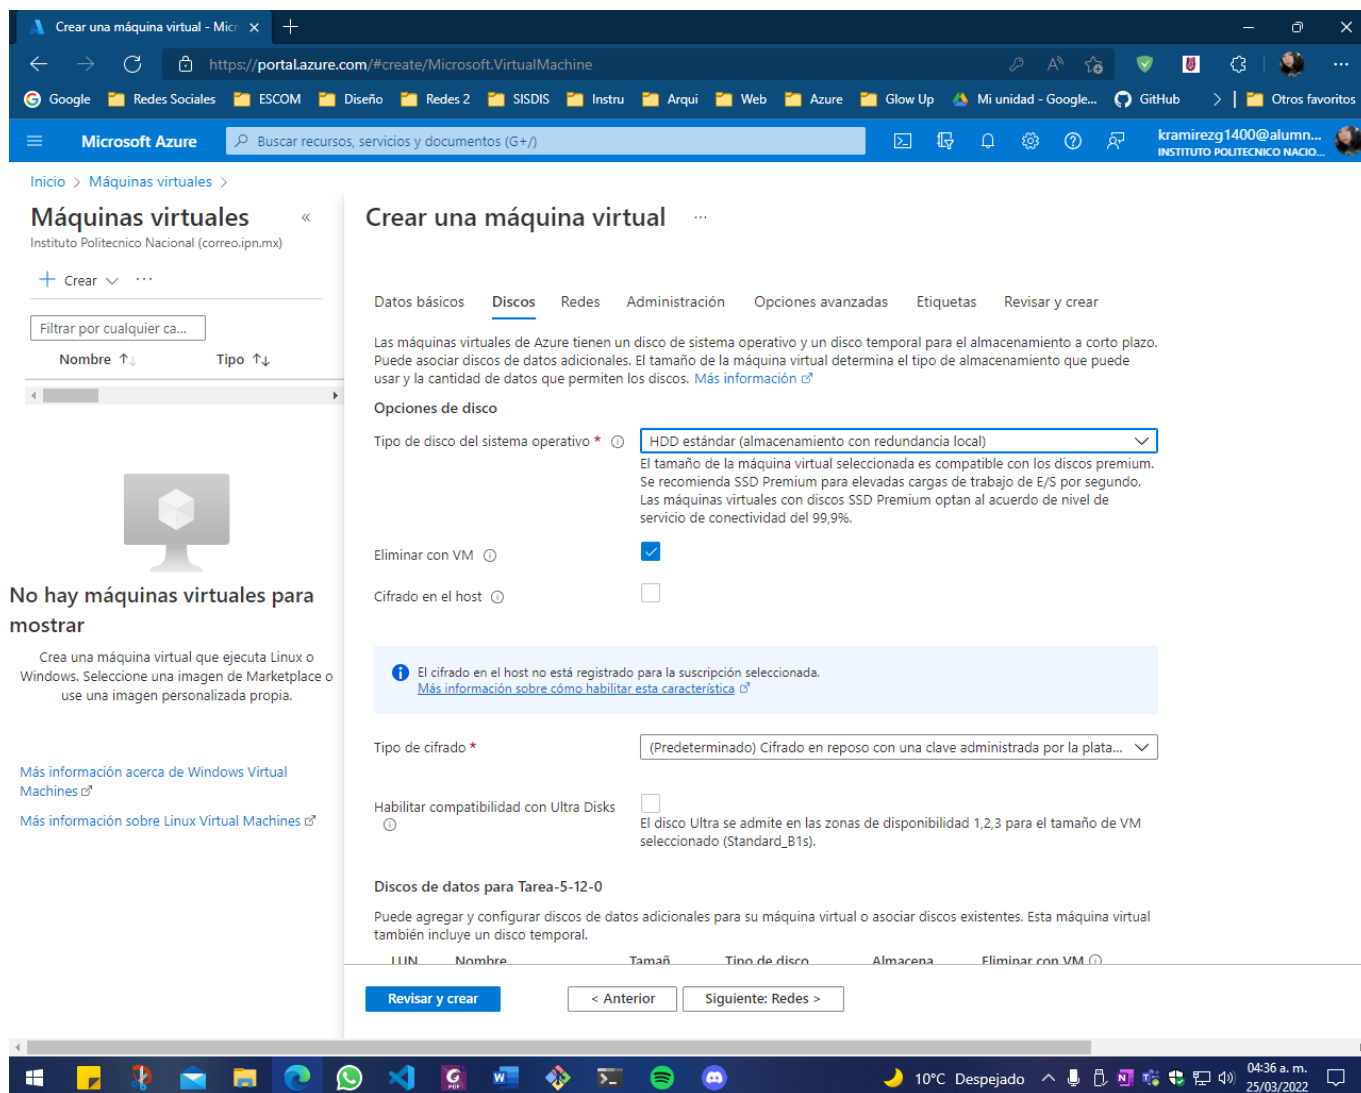 Crear una máquina virtual - Micr
https://portal.azure.com/#create/Microsoft.VirtualMachine
Google Redes Sociales ESCOM Diseño Redes 2 SISDIS Instru Arqui Web Azure Glow Up Mi unidad - Google... GitHub Otros favoritos
Microsoft Azure
Buscar recursos, servicios y documentos (G+/)
kramirezg1400@alumn...
INSTITUTO POLITECNICO NACIO...
Inicio > Máquinas virtuales >
Máquinas virtuales
Instituto Politecnico Nacional (correo.ipn.mx)
+ Crear ...
Filtrar por cualquier ca...
Nombre ↑↓ Tipo ↑↓
No hay máquinas virtuales para
mostrar
Crea una máquina virtual que ejecuta Linux o
Windows. Seleccione una imagen de Marketplace o
use una imagen personalizada propia.
Más información acerca de Windows Virtual
Machines
Más información sobre Linux Virtual Machines
Crear una máquina virtual ...
Datos básicos Discos Redes Administración Opciones avanzadas Etiquetas Revisar y crear
Las máquinas virtuales de Azure tienen un disco de sistema operativo y un disco temporal para el almacenamiento a corto plazo.
Puede asociar discos de datos adicionales. El tamaño de la máquina virtual determina el tipo de almacenamiento que puede
usar y la cantidad de datos que permiten los discos. Más información
Opciones de disco
Tipo de disco del sistema operativo * HDD estándar (almacenamiento con redundancia local)
El tamaño de la máquina virtual seleccionada es compatible con los discos premium.
Se recomienda SSD Premium para elevadas cargas de trabajo de E/S por segundo.
Las máquinas virtuales con discos SSD Premium optan al acuerdo de nivel de
servicio de conectividad del 99,9%.
Eliminar con VM
Cifrado en el host
El cifrado en el host no está registrado para la suscripción seleccionada.
Más información sobre cómo habilitar esta característica
Tipo de cifrado * (Predeterminado) Cifrado en reposo con una clave administrada por la plata...
Habilitar compatibilidad con Ultra Disks
El disco Ultra se admite en las zonas de disponibilidad 1,2,3 para el tamaño de VM
seleccionado (Standard_B1s).
Discos de datos para Tarea-5-12-0
Puede agregar y configurar discos de datos adicionales para su máquina virtual o asociar discos existentes. Esta máquina virtual
también incluye un disco temporal.
LUN Nombre Tamañ Tipo de disco Almacena Eliminar con VM
Revisar y crear < Anterior Siguiente: Redes >
10°C Despejado
04:36 a. m.
25/03/2022